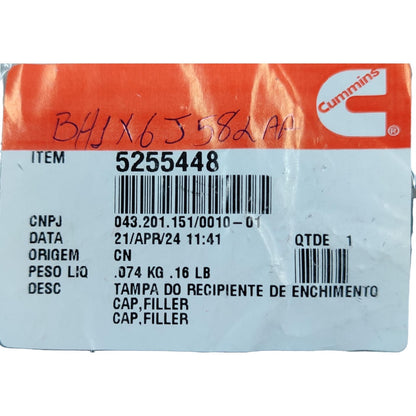 Cummins
®
BH1X6J582AA
ITEM 5255448
CNPJ 043.201.151/0010-01
DATA 21/APR/24 11:41 QTDE 1
ORIGEM CN
PESO LIQ .074 KG .16 LB
DESC TAMPA DO RECIPIENTE DE ENCHIMENTO
CAP,FILLER
CAP,FILLER